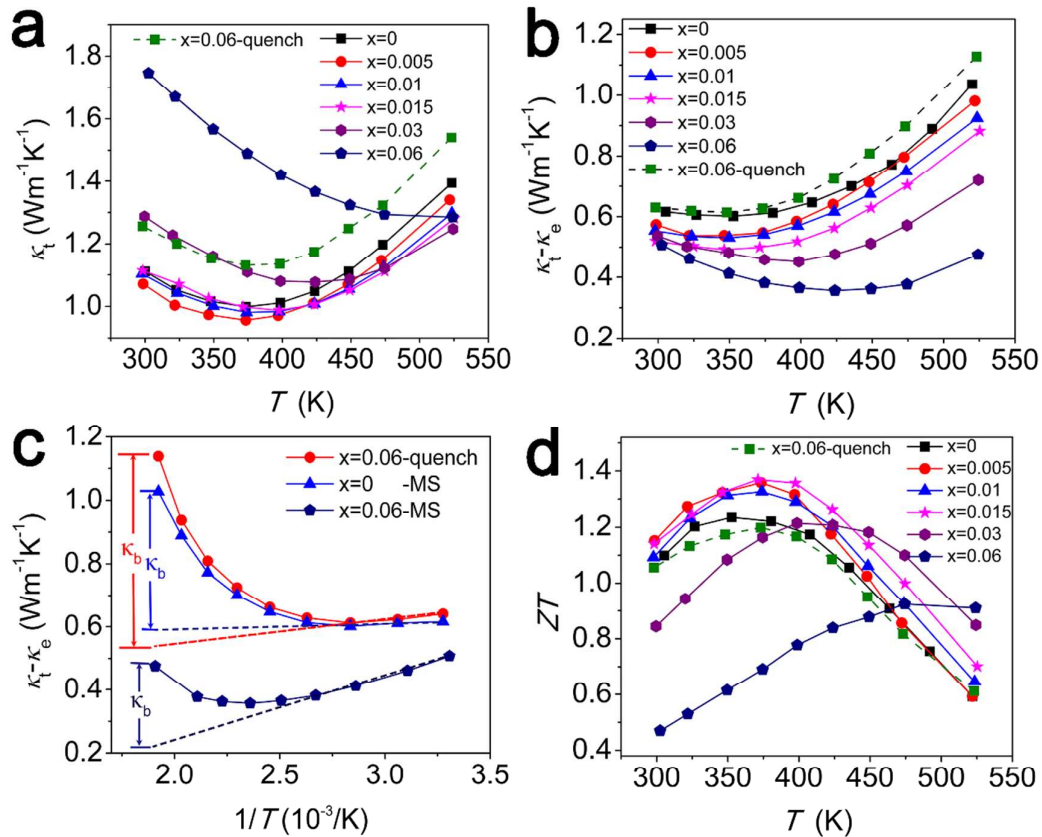 a
x=0.06-quench
x=0
x=0.005
x=0.01
x=0.015
x=0.03
x=0.06
1.8
1.6
1.4
1.2
1.0
κt (Wm⁻¹K⁻¹)
300 350 400 450 500 550
T (K)
b
x=0
x=0.005
x=0.01
x=0.015
x=0.03
x=0.06
x=0.06-quench
1.2
1.0
0.8
0.6
0.4
0.2
κt-κe (Wm⁻¹K⁻¹)
300 350 400 450 500 550
T (K)
c
x=0.06-quench
x=0 -MS
x=0.06-MS
κb
κb
κb
1.2
1.0
0.8
0.6
0.4
0.2
κt-κe (Wm⁻¹K⁻¹)
2.0 2.5 3.0 3.5
1/T (10⁻³/K)
d
x=0.06-quench
x=0
x=0.005
x=0.01
x=0.015
x=0.03
x=0.06
1.4
1.2
1.0
0.8
0.6
0.4
ZT
300 350 400 450 500 550
T (K)